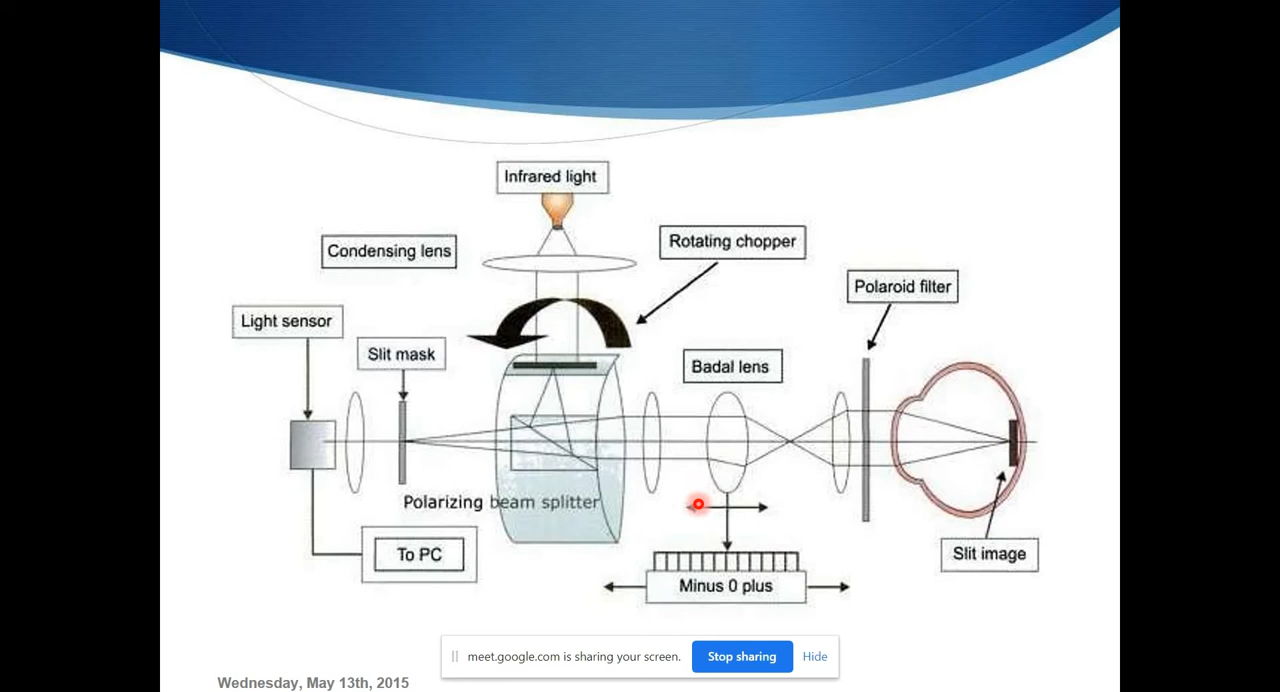 Infrared light
Rotating chopper
Condensing lens
Polaroid filter
Light sensor
Slit mask
Badal lens
Polarizing beam splitter
To PC
Slit image
Minus 0 plus
meet.google.com is sharing your screen.
Stop sharing
Hide
Wednesday, May 13th, 2015